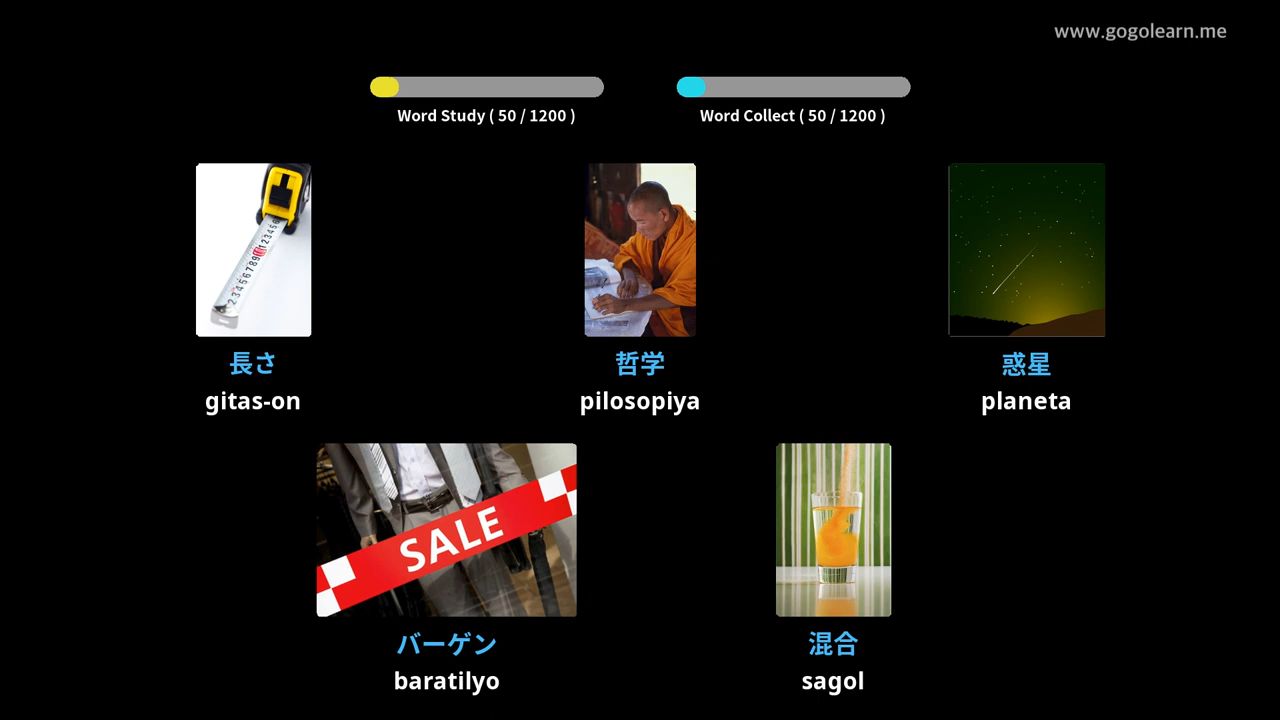 www.gogolearn.me
Word Study ( 50 / 1200 )
Word Collect ( 50 / 1200 )
長さ
gitas-on
哲学
pilosopiya
惑星
planeta
SALE
バーゲン
baratilyo
混合
sagol